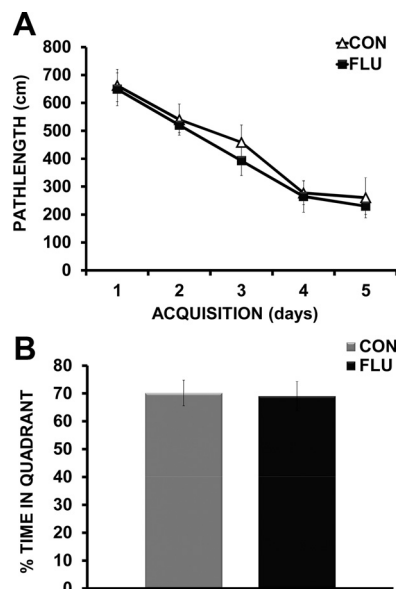 A
800
700
600
500
400
300
200
100
0
PATHLENGTH (cm)
CON
FLU
1 2 3 4 5
ACQUISITION (days)
B
80
70
60
50
40
30
20
10
0
% TIME IN QUADRANT
CON
FLU